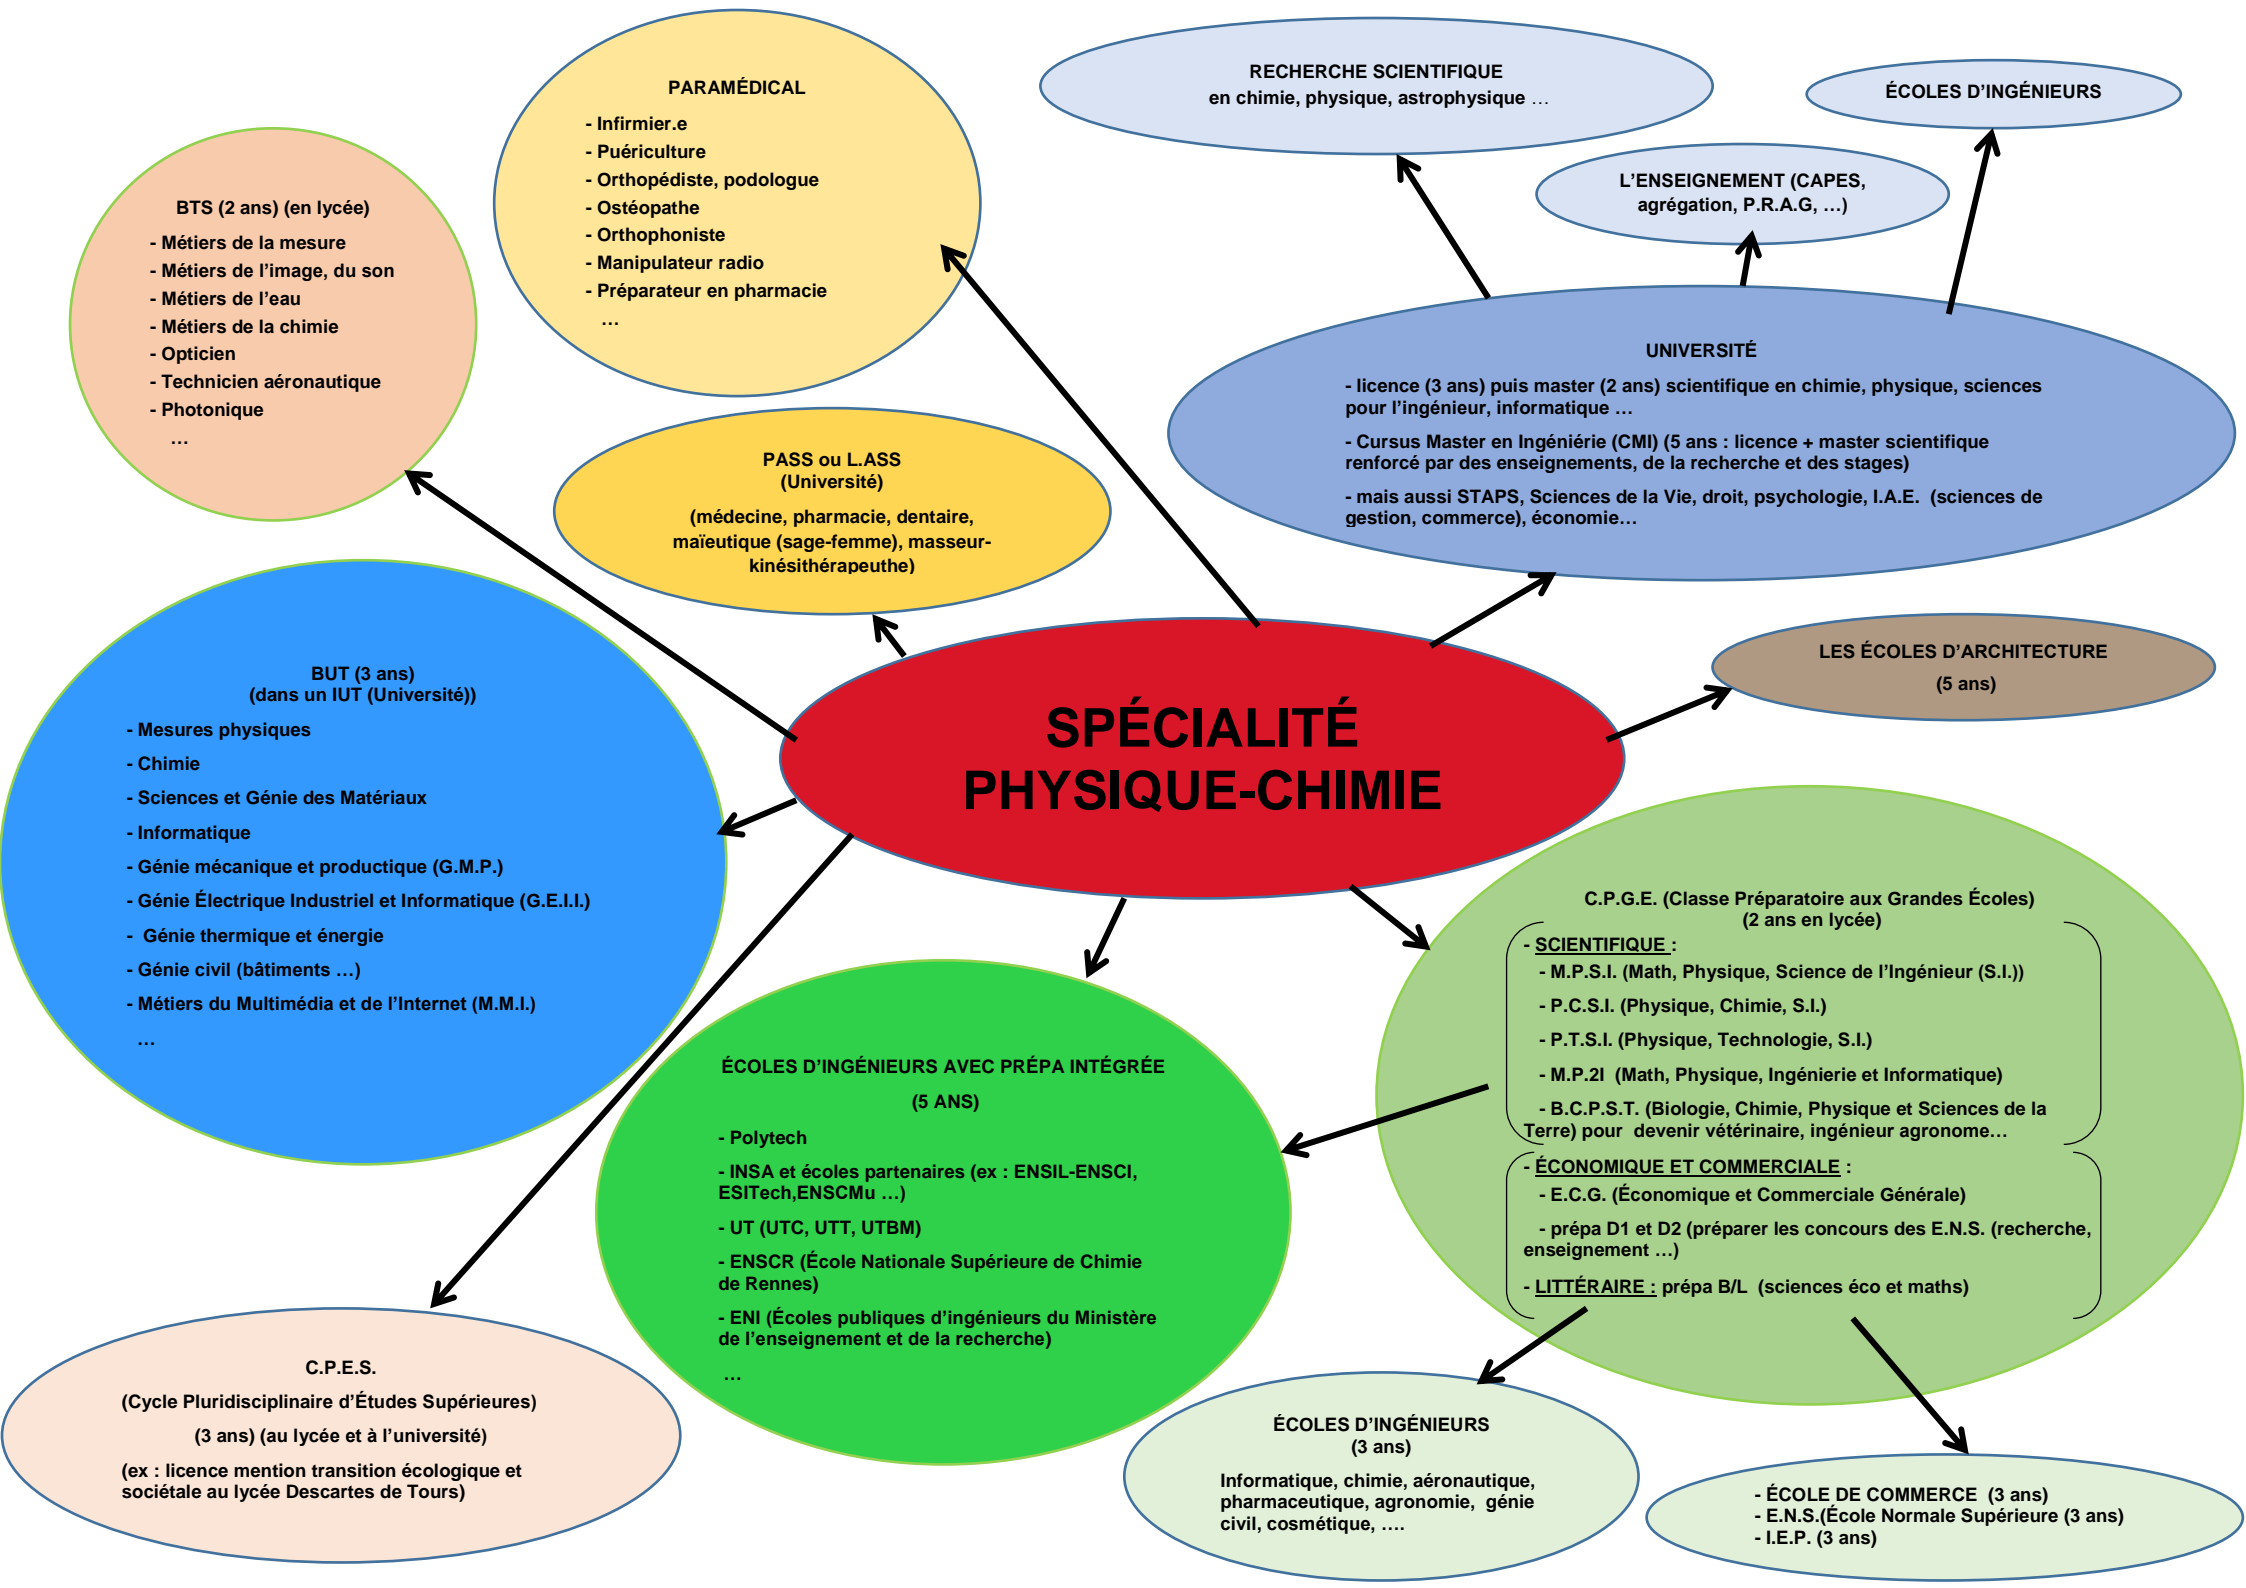 PARAMÉDICAL
- Infirmier.e
- Puériculture
- Orthopédiste, podologue
- Ostéopathe
- Orthophoniste
- Manipulateur radio
- Préparateur en pharmacie
…
RECHERCHE SCIENTIFIQUE
en chimie, physique, astrophysique …
ÉCOLES D’INGÉNIEURS
L’ENSEIGNEMENT (CAPES,
agrégation, P.R.A.G, …)
BTS (2 ans) (en lycée)
- Métiers de la mesure
- Métiers de l’image, du son
- Métiers de l’eau
- Métiers de la chimie
- Opticien
- Technicien aéronautique
- Photonique
…
UNIVERSITÉ
- licence (3 ans) puis master (2 ans) scientifique en chimie, physique, sciences
pour l’ingénieur, informatique …
- Cursus Master en Ingéniérie (CMI) (5 ans : licence + master scientifique
renforcé par des enseignements, de la recherche et des stages)
- mais aussi STAPS, Sciences de la Vie, droit, psychologie, I.A.E. (sciences de
gestion, commerce), économie…
PASS ou L.ASS
(Université)
(médecine, pharmacie, dentaire,
maïeutique (sage-femme), masseur-
kinésithérapeuthe)
LES ÉCOLES D’ARCHITECTURE
(5 ans)
SPÉCIALITÉ
PHYSIQUE-CHIMIE
BUT (3 ans)
(dans un IUT (Université))
- Mesures physiques
- Chimie
- Sciences et Génie des Matériaux
- Informatique
- Génie mécanique et productique (G.M.P.)
- Génie Électrique Industriel et Informatique (G.E.I.I.)
- Génie thermique et énergie
- Génie civil (bâtiments …)
- Métiers du Multimédia et de l’Internet (M.M.I.)
…
C.P.G.E. (Classe Préparatoire aux Grandes Écoles)
(2 ans en lycée)
- SCIENTIFIQUE :
- M.P.S.I. (Math, Physique, Science de l’Ingénieur (S.I.))
- P.C.S.I. (Physique, Chimie, S.I.)
- P.T.S.I. (Physique, Technologie, S.I.)
- M.P.2I (Math, Physique, Ingénierie et Informatique)
- B.C.P.S.T. (Biologie, Chimie, Physique et Sciences de la
Terre) pour devenir vétérinaire, ingénieur agronome…
- ÉCONOMIQUE ET COMMERCIALE :
- E.C.G. (Économique et Commerciale Générale)
- prépa D1 et D2 (préparer les concours des E.N.S. (recherche,
enseignement …)
- LITTÉRAIRE : prépa B/L (sciences éco et maths)
ÉCOLES D’INGÉNIEURS AVEC PRÉPA INTÉGRÉE
(5 ANS)
- Polytech
- INSA et écoles partenaires (ex : ENSIL-ENSCI,
ESITech,ENSCMu …)
- UT (UTC, UTT, UTBM)
- ENSCR (École Nationale Supérieure de Chimie
de Rennes)
- ENI (Écoles publiques d’ingénieurs du Ministère
de l’enseignement et de la recherche)
…
C.P.E.S.
(Cycle Pluridisciplinaire d’Études Supérieures)
(3 ans) (au lycée et à l’université)
(ex : licence mention transition écologique et
sociétale au lycée Descartes de Tours)
ÉCOLES D’INGÉNIEURS
(3 ans)
Informatique, chimie, aéronautique,
pharmaceutique, agronomie, génie
civil, cosmétique, ….
- ÉCOLE DE COMMERCE (3 ans)
- E.N.S.(École Normale Supérieure (3 ans)
- I.E.P. (3 ans)